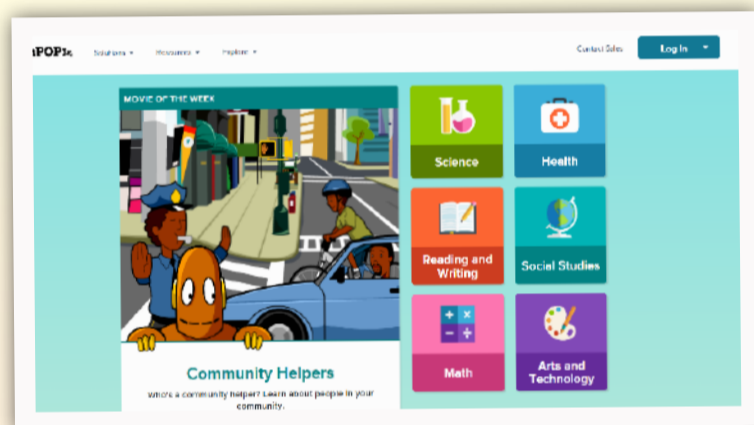 Solutions
Resources
Explore
Contact Sales
Log In
MOVIE OF THE WEEK
Science
Health
Reading and
Writing
Social Studies
Math
Arts and
Technology
Community Helpers
Who's a community helper? Learn about people in your
community.